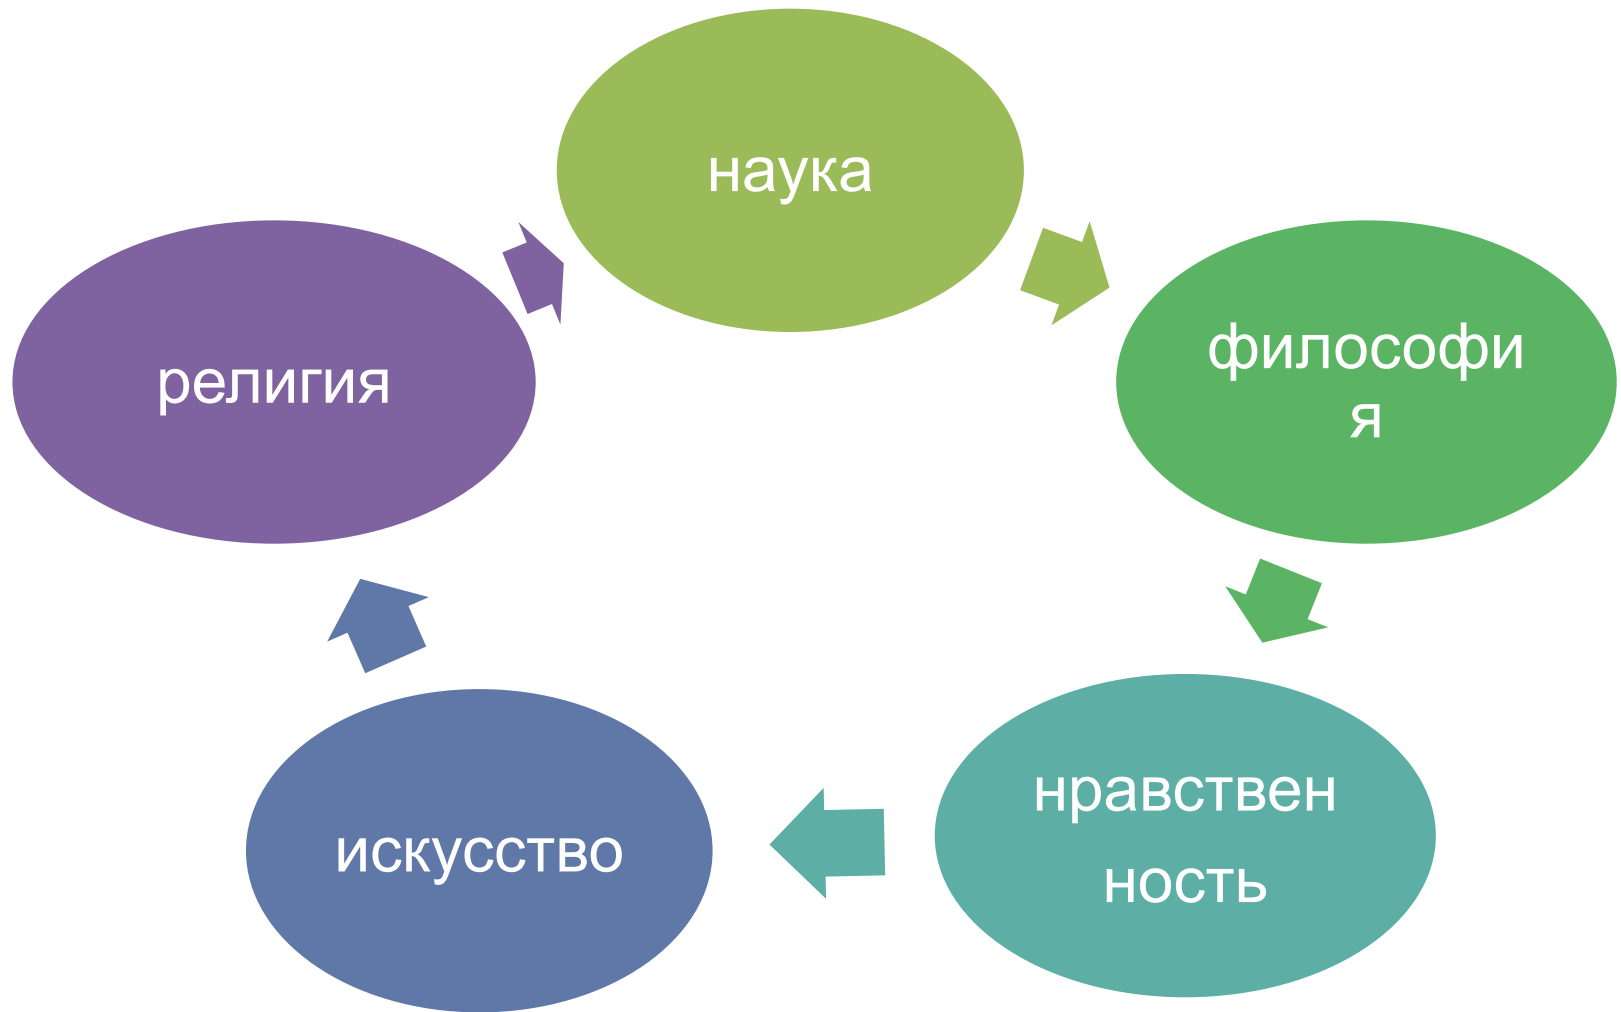 наука
философи
я
нравствен
ность
искусство
религия